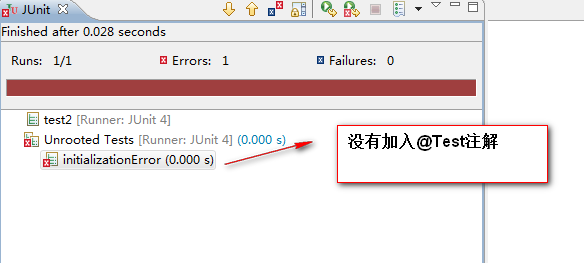 JUnit
Finished after 0.028 seconds
Runs: 1/1 Errors: 1 Failures: 0
test2 [Runner: JUnit 4]
Unrooted Tests [Runner: JUnit 4] (0.000 s)
initializationError (0.000 s)
没有加入@Test注解